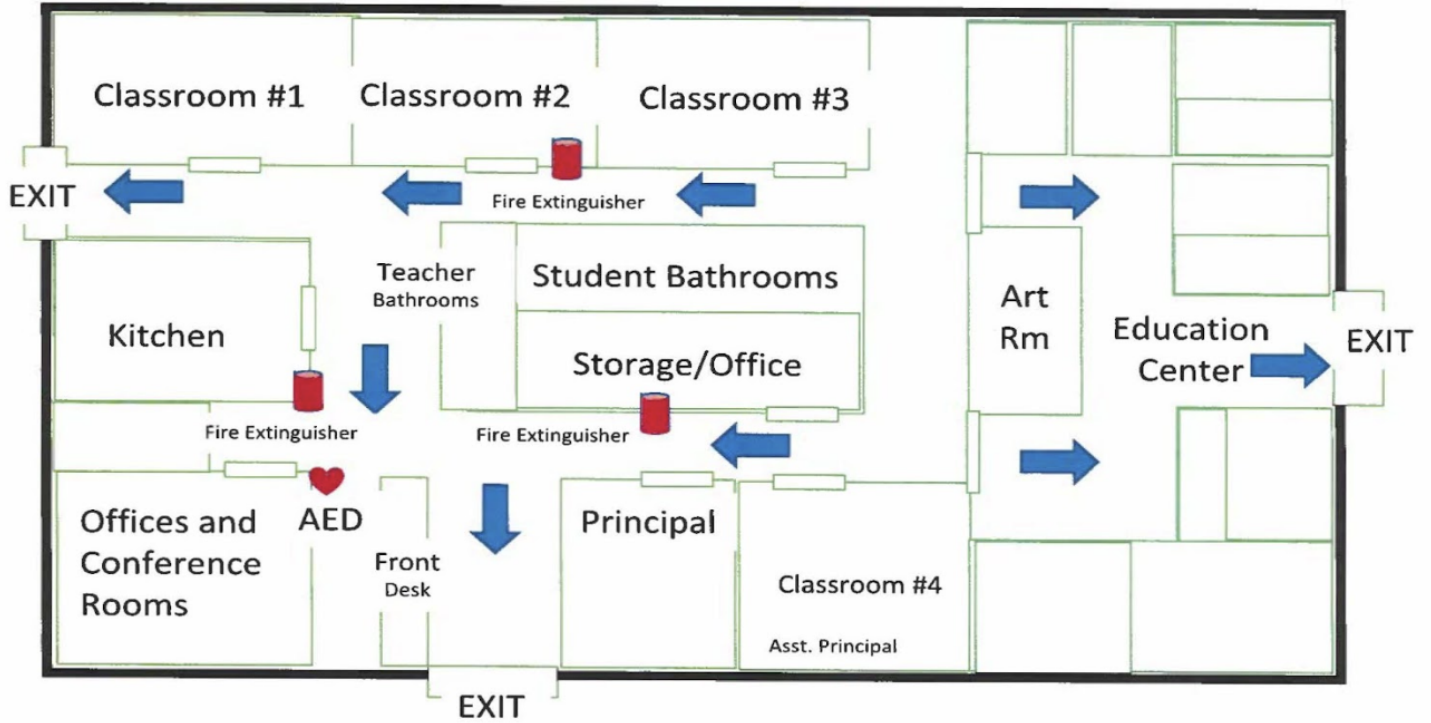 Classroom #1
Classroom #2
Classroom #3
EXIT
Fire Extinguisher
Teacher
Bathrooms
Student Bathrooms
Kitchen
Storage/Office
Art
Rm
Education
Center
EXIT
Fire Extinguisher
Fire Extinguisher
Offices and
Conference
Rooms
AED
Front
Desk
Principal
Classroom #4
Asst. Principal
EXIT